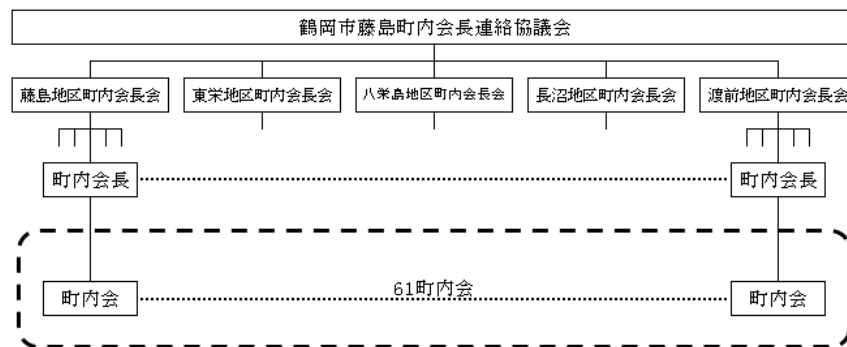 鶴岡市藤島町内会長連絡協議会
藤島地区町内会長会
東栄地区町内会長会
八栄島地区町内会長会
長沼地区町内会長会
渡前地区町内会長会
町内会長
町内会長
町内会
61町内会
町内会